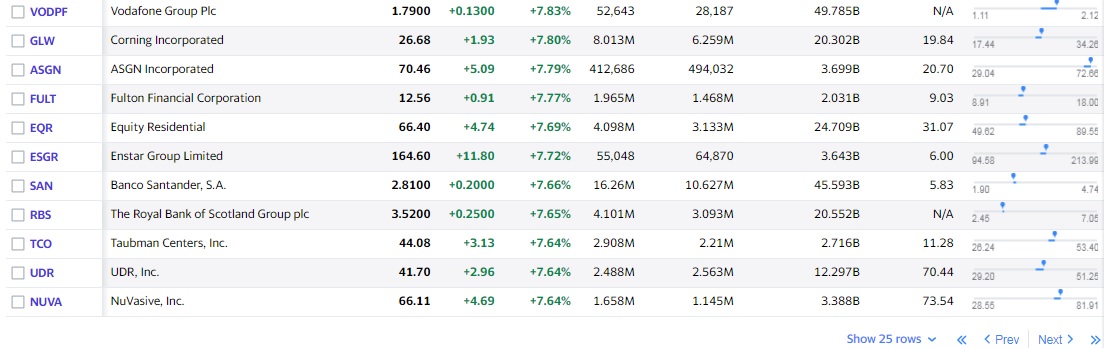 VODPF Vodafone Group Plc 1.7900 +0.1300 +7.83% 52,643 28,187 49.785B N/A 1.11 2.12
GLW Corning Incorporated 26.68 +1.93 +7.80% 8.013M 6.259M 20.302B 19.84 17.44 34.26
ASGN ASGN Incorporated 70.46 +5.09 +7.79% 412,686 494,032 3.699B 20.70 29.04 72.66
FULT Fulton Financial Corporation 12.56 +0.91 +7.77% 1.965M 1.468M 2.031B 9.03 8.91 18.00
EQR Equity Residential 66.40 +4.74 +7.69% 4.098M 3.133M 24.709B 31.07 49.62 89.55
ESGR Enstar Group Limited 164.60 +11.80 +7.72% 55,048 64,870 3.643B 6.00 94.58 213.99
SAN Banco Santander, S.A. 2.8100 +0.2000 +7.66% 16.26M 10.627M 45.593B 5.83 1.90 4.74
RBS The Royal Bank of Scotland Group plc 3.5200 +0.2500 +7.65% 4.101M 3.093M 20.552B N/A 2.45 7.05
TCO Taubman Centers, Inc. 44.08 +3.13 +7.64% 2.908M 2.21M 2.716B 11.28 26.24 53.40
UDR UDR, Inc. 41.70 +2.96 +7.64% 2.488M 2.563M 12.297B 70.44 29.20 51.25
NUVA NuVasive, Inc. 66.11 +4.69 +7.64% 1.658M 1.145M 3.388B 73.54 28.55 81.91
Show 25 rows Prev Next